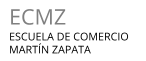 ECMZ
ESCUELA DE COMERCIO
MARTÍN ZAPATA